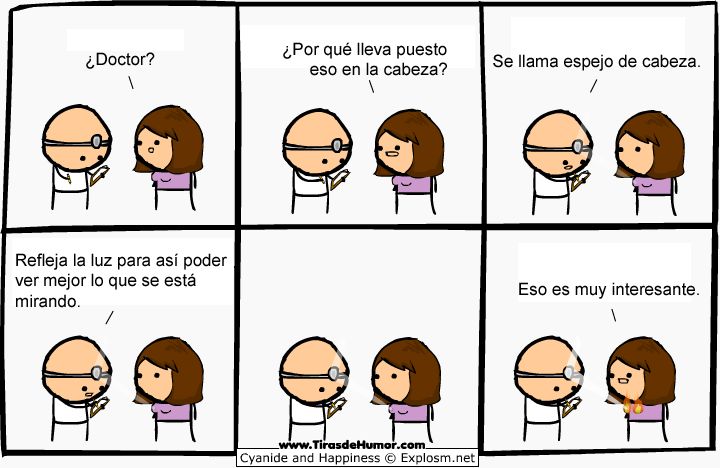 ¿Doctor?
¿Por qué lleva puesto
eso en la cabeza?
Se llama espejo de cabeza.
Refleja la luz para así poder
ver mejor lo que se está
mirando.
Eso es muy interesante.
www.TirasdeHumor.com
Cyanide and Happiness © Explosm.net